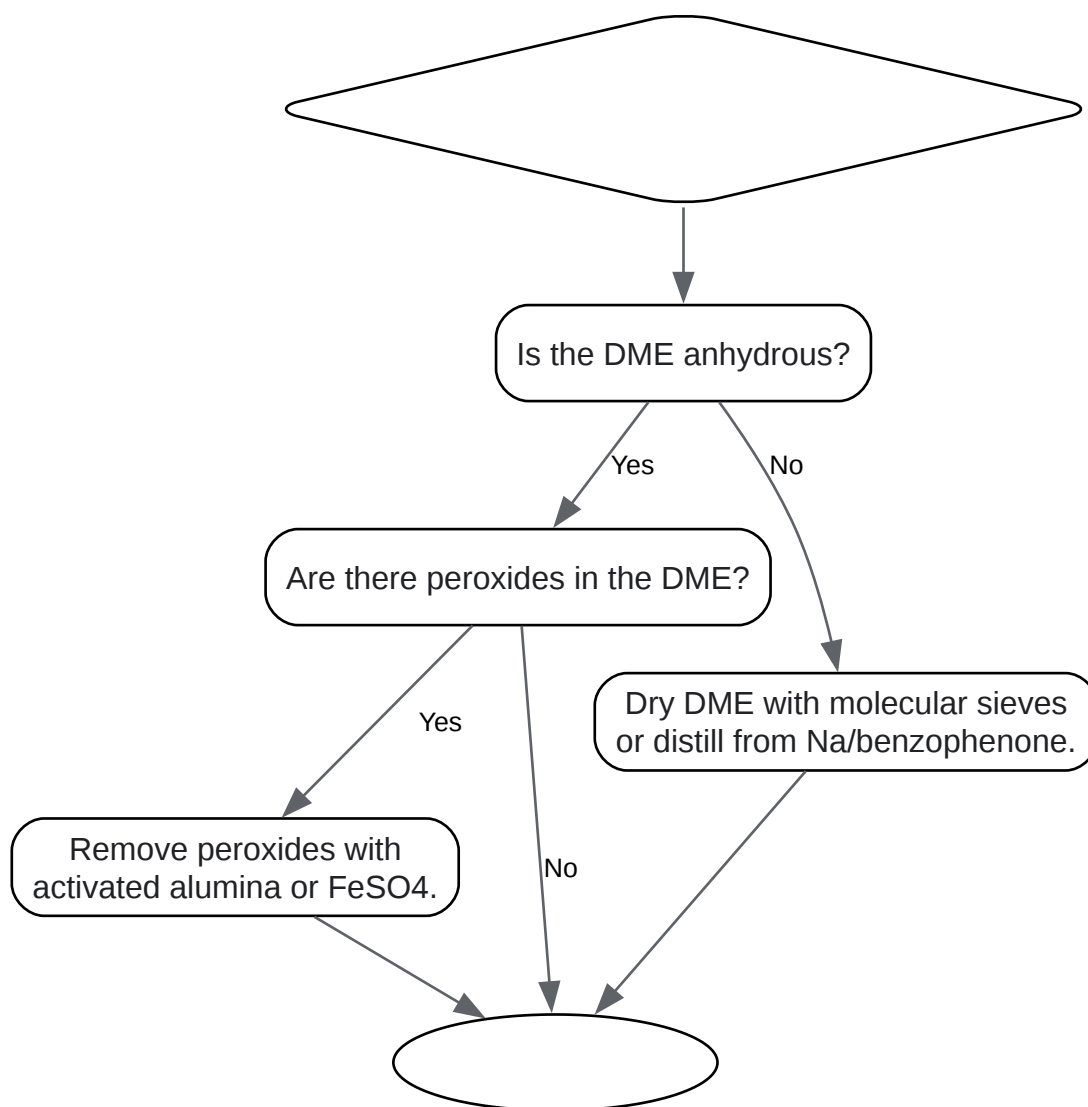 Is the DME anhydrous?
Yes
No
Are there peroxides in the DME?
Dry DME with molecular sieves
or distill from Na/benzophenone.
Yes
Remove peroxides with
activated alumina or FeSO4.
No